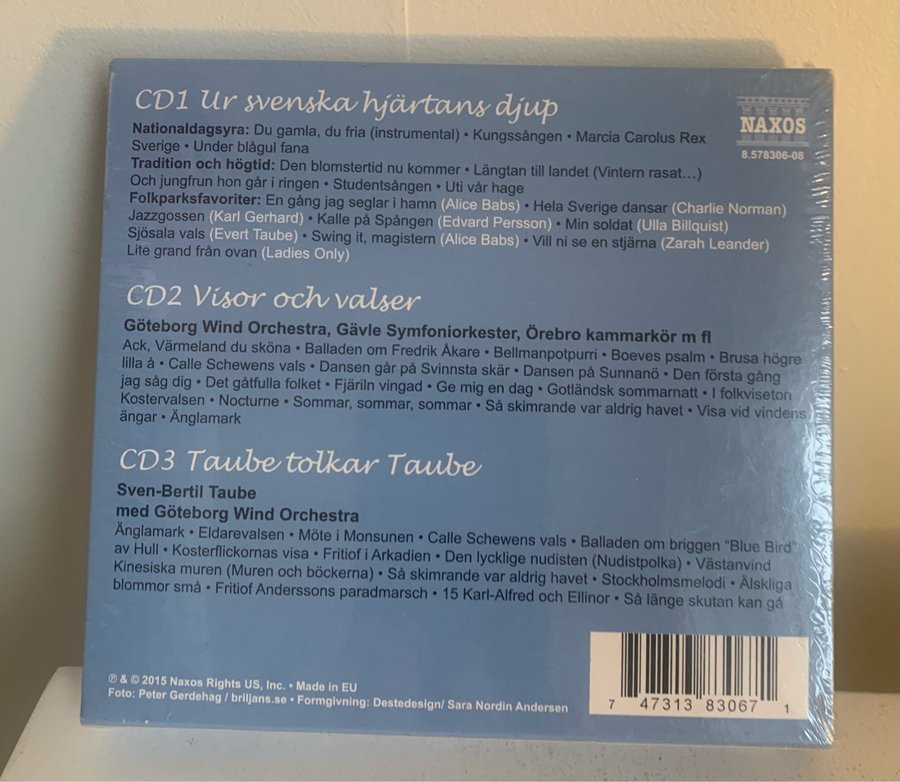 CD1 Ur svenska hjärtans djup
NAXOS
8.578306-08
Nationaldagsyra: Du gamla, du fria (instrumental) • Kungssången • Marcia Carolus Rex
Sverige • Under blågul fana
Tradition och högtid: Den blomstertid nu kommer • Längtan till landet (Vintern rasat...)
Och jungfrun hon går i ringen • Studentsången • Uti vår hage
Folkparksfavoriter: En gång jag seglar i hamn (Alice Babs) • Hela Sverige dansar (Charlie Norman)
Jazzgossen (Karl Gerhard) • Kalle på Spången (Edvard Persson) • Min soldat (Ulla Billquist)
Sjösala vals (Evert Taube) • Swing it, magistern (Alice Babs) • Vill ni se en stjärna (Zarah Leander)
Lite grand från ovan (Ladies Only)
CD2 Visor och valser
Göteborg Wind Orchestra, Gävle Symfoniorkester, Örebro kammarkör m fl
Ack, Värmeland du sköna • Balladen om Fredrik Åkare • Bellmanpotpurri • Boeves psalm • Brusa högre
lilla å • Calle Schewens vals • Dansen går på Svinnsta skär • Dansen på Sunnanö • Den första gång
jag såg dig • Det gåtfulla folket • Fjäriln vingad • Ge mig en dag • Gotländsk sommarnatt • I folkviseton
Kostervalsen • Nocturne • Sommar, sommar, sommar • Så skimrande var aldrig havet • Visa vid vindens
ängar • Änglamark
CD3 Taube tolkar Taube
Sven-Bertil Taube
med Göteborg Wind Orchestra
Änglamark • Eldarevalsen • Möte i Monsunen • Calle Schewens vals • Balladen om briggen "Blue Bird"
av Hull • Kosterflickornas visa • Fritiof i Arkadien • Den lycklige nudisten (Nudistpolka) • Västanvind
Kinesiska muren (Muren och böckerna) • Så skimrande var aldrig havet • Stockholmsmelodi • Älskliga
blommor små • Fritiof Anderssons paradmarsch • 15 Karl-Alfred och Ellinor • Så länge skutan kan gå
℗ & © 2015 Naxos Rights US, Inc. • Made in EU
Foto: Peter Gerdehag / briljans.se • Formgivning: Destedesign/ Sara Nordin Andersen
7 47313 83067 1